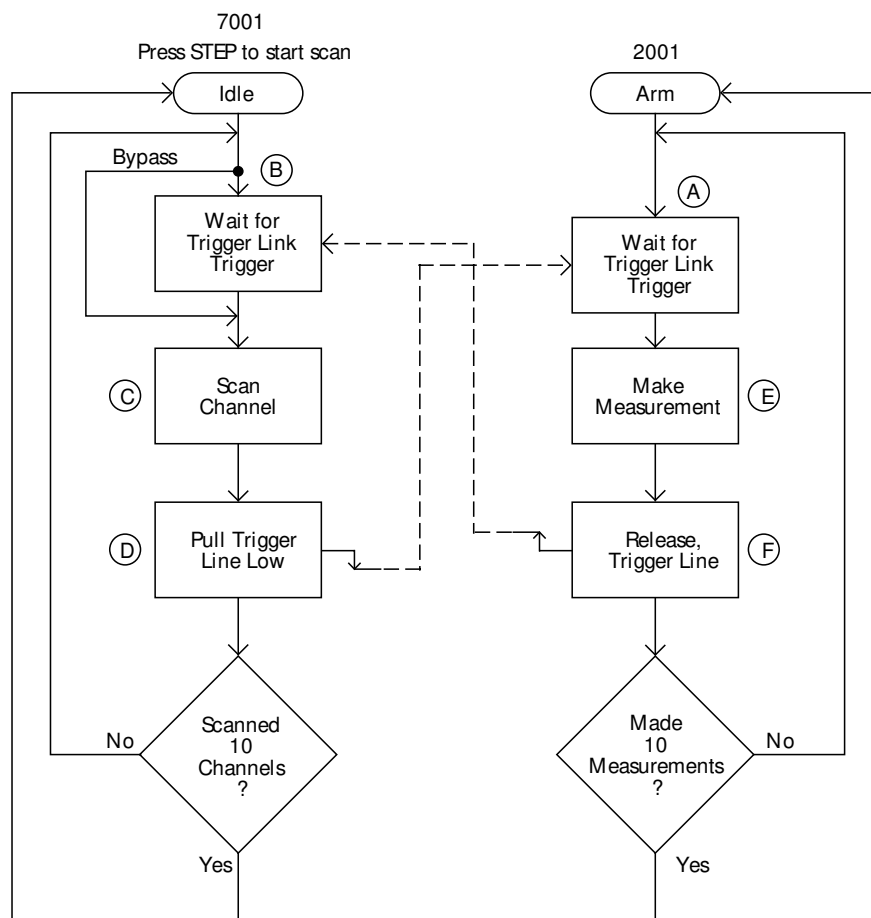 7001
Press STEP to start scan
Idle
Bypass
B
Wait for
Trigger Link
Trigger
C
Scan
Channel
D
Pull Trigger
Line Low
No
Scanned
10
Channels
?
Yes
2001
Arm
A
Wait for
Trigger Link
Trigger
Make
Measurement
E
Release,
Trigger Line
F
Made
10
Measurements
?
No
Yes